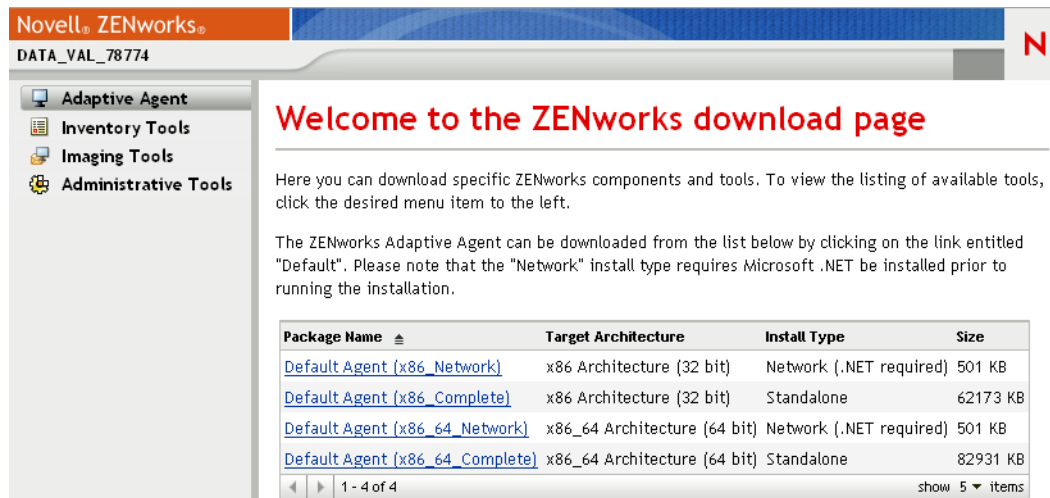 Novell® ZENworks®
N
DATA_VAL_78774
Adaptive Agent
Inventory Tools
Imaging Tools
Administrative Tools
Welcome to the ZENworks download page
Here you can download specific ZENworks components and tools. To view the listing of available tools,
click the desired menu item to the left.
The ZENworks Adaptive Agent can be downloaded from the list below by clicking on the link entitled
"Default". Please note that the "Network" install type requires Microsoft .NET be installed prior to
running the installation.
Package Name Target Architecture Install Type Size
Default Agent (x86_Network) x86 Architecture (32 bit) Network (.NET required) 501 KB
Default Agent (x86_Complete) x86 Architecture (32 bit) Standalone 62173 KB
Default Agent (x86_64_Network) x86_64 Architecture (64 bit) Network (.NET required) 501 KB
Default Agent (x86_64_Complete) x86_64 Architecture (64 bit) Standalone 82931 KB
1 - 4 of 4 show 5 items